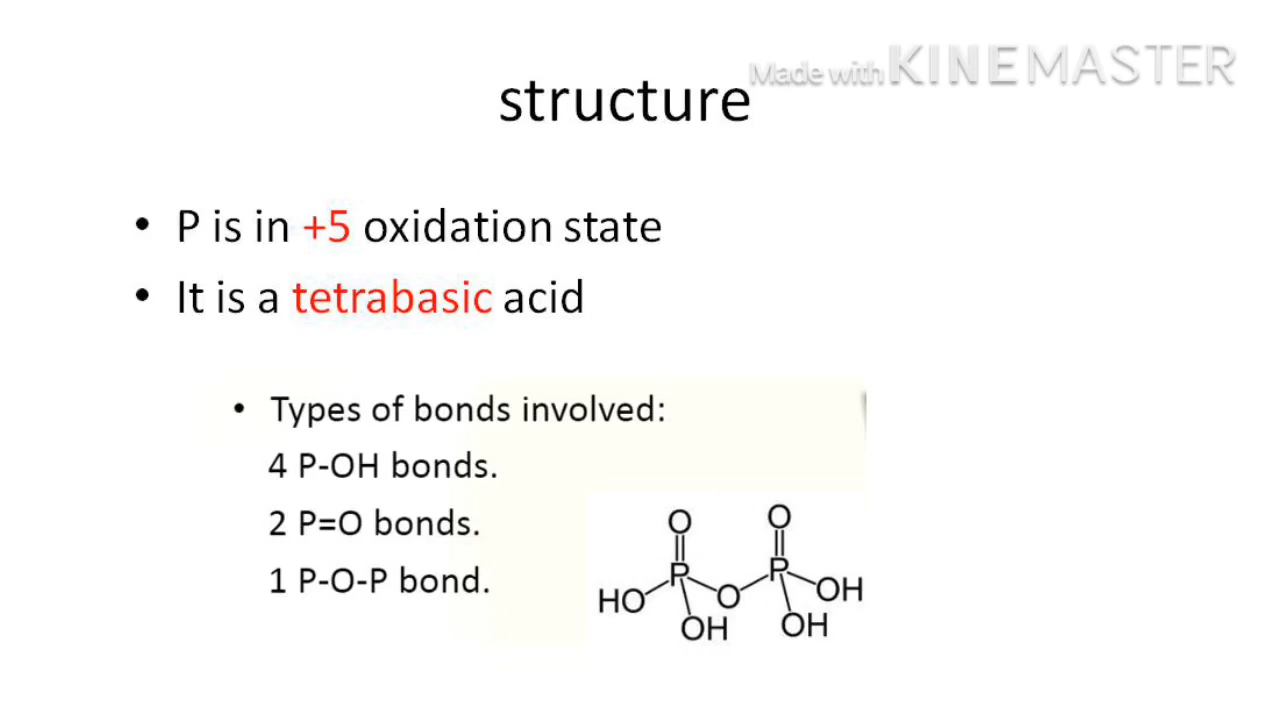 Made with KINEMASTER
structure
• P is in +5 oxidation state
• It is a tetrabasic acid
• Types of bonds involved:
4 P-OH bonds.
2 P=O bonds.
1 P-O-P bond.
O O
P P
HO O OH
OH OH